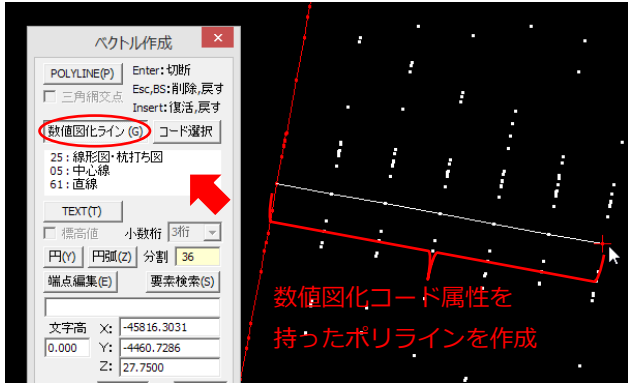 ベクトル作成
POLYLINE(P) Enter:切断
三角網交点 Esc,BS:削除,戻す
Insert:復活,戻す
数値図化ライン(G) コード選択
25:線形図・杭打ち図
05:中心線
61:直線
TEXT(T)
標高値 小数桁 3桁
円(Y) 円弧(Z) 分割 36
端点編集(E) 要素検索(S)
文字高 X: -45816.3031
0.000 Y: -4460.7286
Z: 27.7500
数値図化コード属性を
持ったポリラインを作成